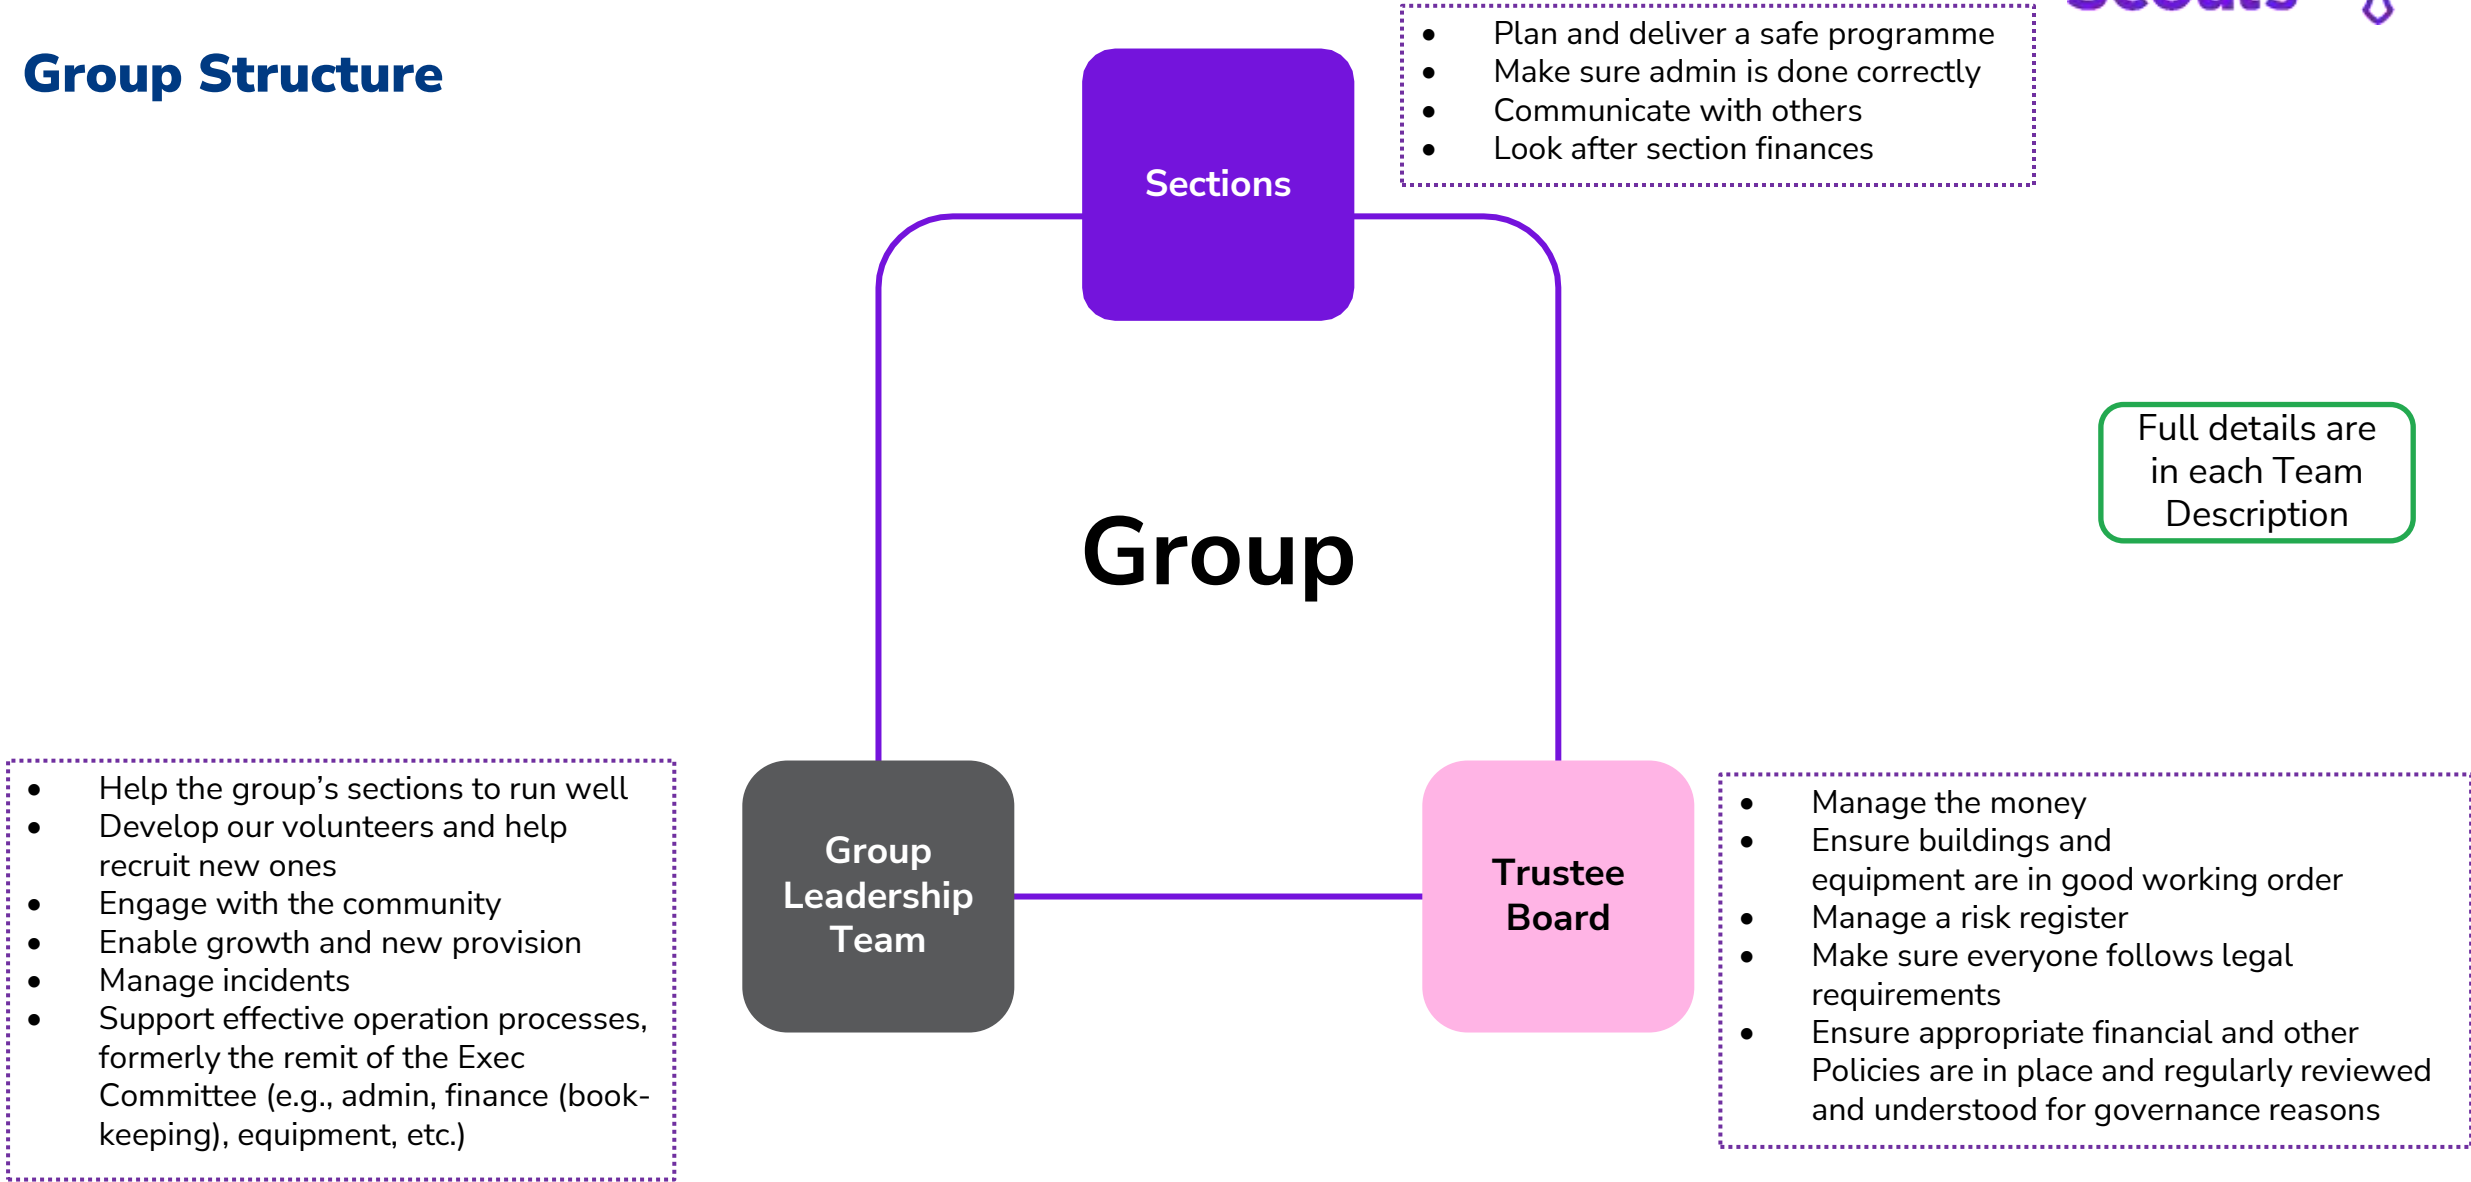 Scouts
Group Structure
• Plan and deliver a safe programme
• Make sure admin is done correctly
• Communicate with others
• Look after section finances
Sections
Group
Full details are
in each Team
Description
• Help the group’s sections to run well
• Develop our volunteers and help
recruit new ones
• Engage with the community
• Enable growth and new provision
• Manage incidents
• Support effective operation processes,
formerly the remit of the Exec
Committee (e.g., admin, finance (book-
keeping), equipment, etc.)
Group
Leadership
Team
Trustee
Board
• Manage the money
• Ensure buildings and
equipment are in good working order
• Manage a risk register
• Make sure everyone follows legal
requirements
• Ensure appropriate financial and other
Policies are in place and regularly reviewed
and understood for governance reasons